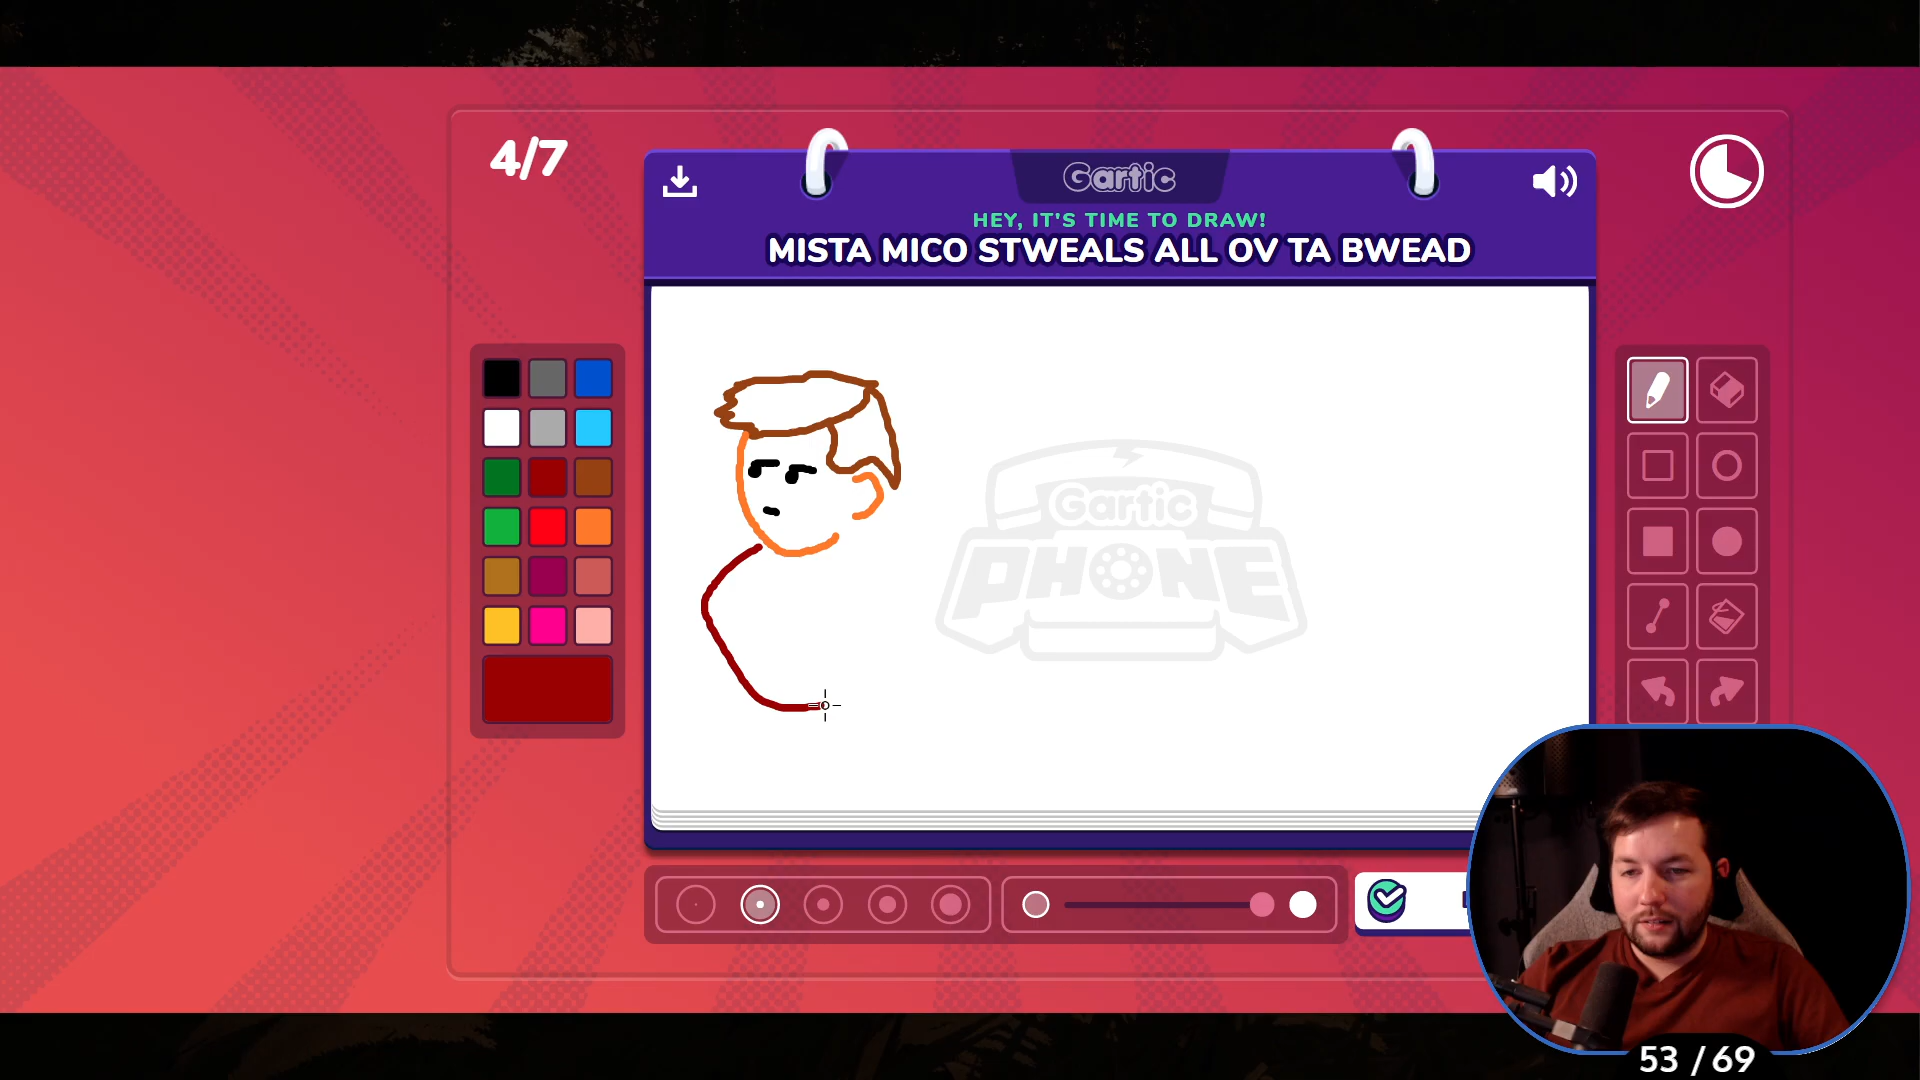 4/7
Gartic
HEY, IT'S TIME TO DRAW!
MISTA MICO STWEALS ALL OV TA BWEAD
Gartic
PHONE
53 / 69